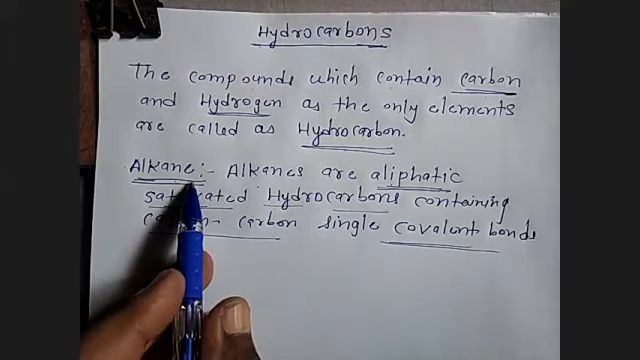 Hydrocarbons
The compounds which contain carbon
and Hydrogen as the only elements
are called as Hydrocarbon.
Alkane:- Alkanes are aliphatic
saturated Hydrocarbons containing
carbon-carbon single covalent bonds